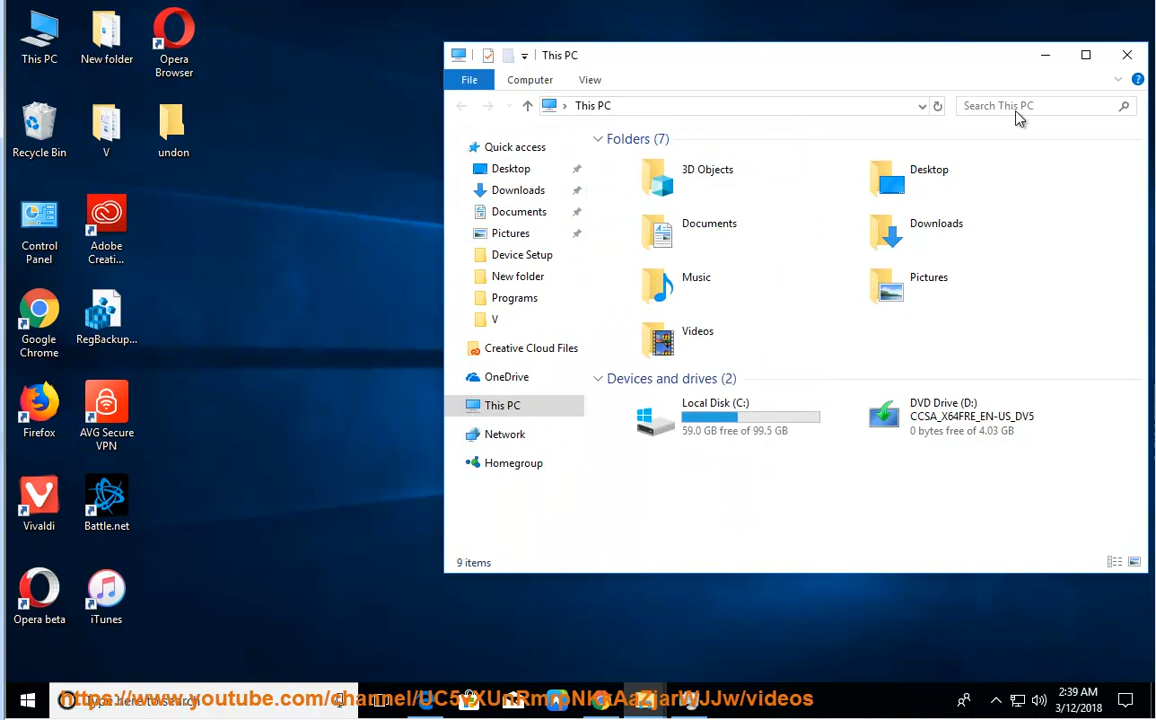 This PC
New folder
Opera
Browser
Recycle Bin
V
undon
Control
Panel
Adobe
Creati...
Google
Chrome
RegBackup...
Firefox
AVG Secure
VPN
Vivaldi
Battle.net
Opera beta
iTunes
This PC
File
Computer
View
This PC
Search This PC
Quick access
Desktop
Downloads
Documents
Pictures
Device Setup
New folder
Programs
V
Creative Cloud Files
OneDrive
This PC
Network
Homegroup
Folders (7)
3D Objects
Desktop
Documents
Downloads
Music
Pictures
Videos
Devices and drives (2)
Local Disk (C:)
59.0 GB free of 99.5 GB
DVD Drive (D:)
CCSA_X64FRE_EN-US_DV5
0 bytes free of 4.03 GB
9 items
Type here to search
2:39 AM
3/12/2018